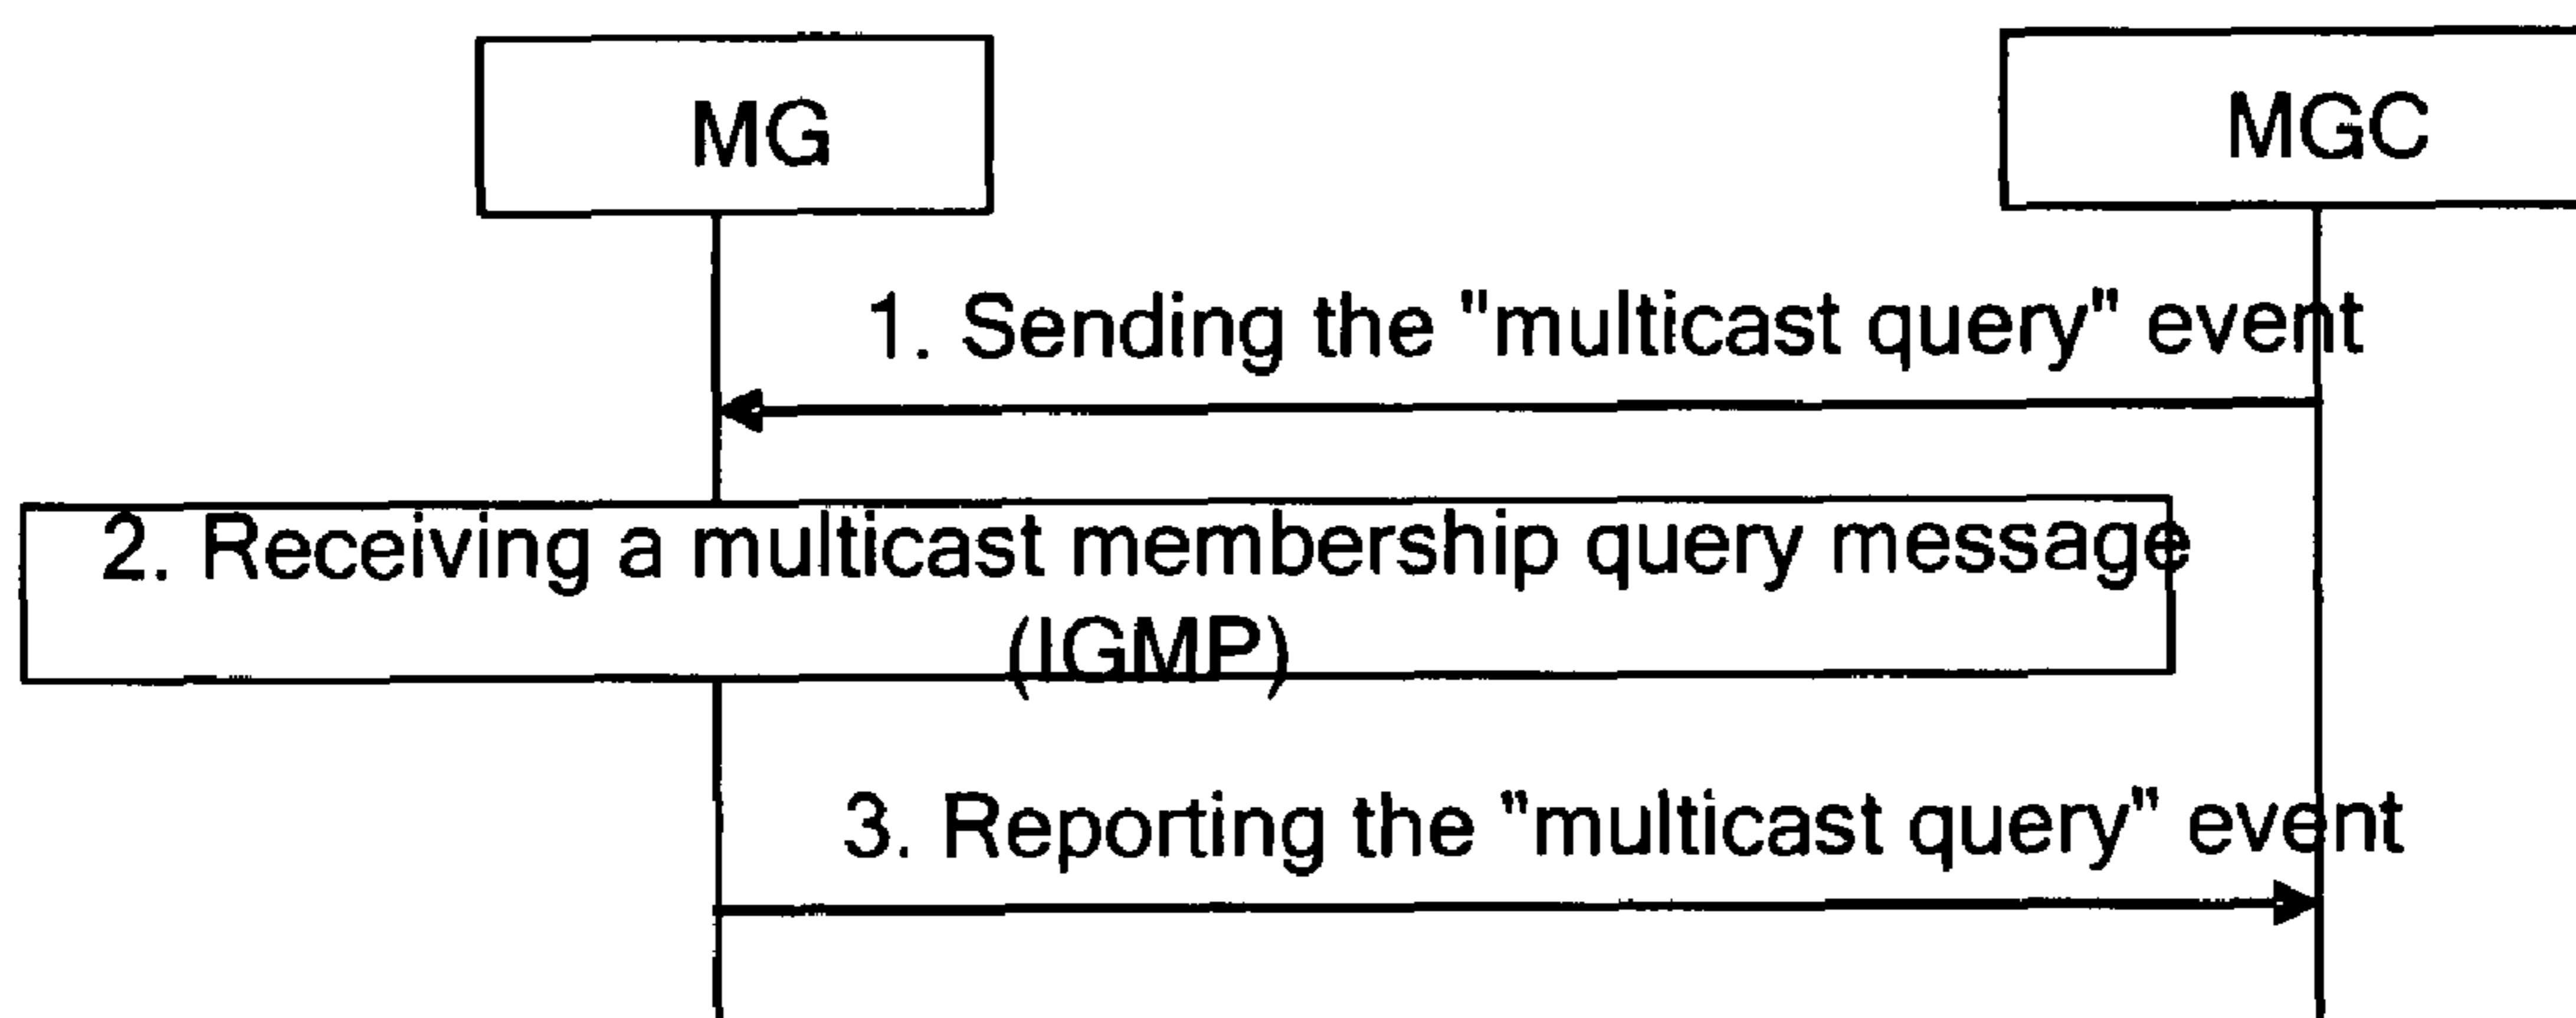 MG
MGC
1. Sending the "multicast query" event
2. Receiving a multicast membership query message
(IGMP)
3. Reporting the "multicast query" event